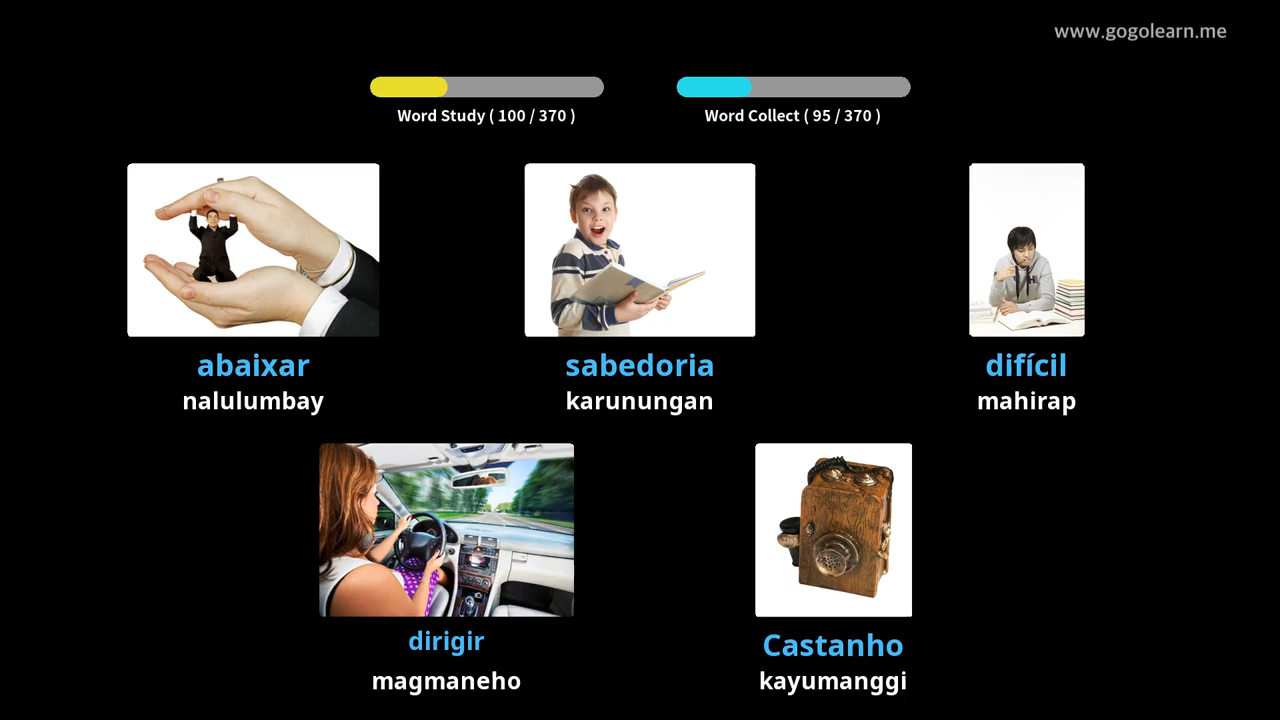 www.gogolearn.me
Word Study ( 100 / 370 )
Word Collect ( 95 / 370 )
abaixar
nalulumbay
sabedoria
karunungan
difícil
mahirap
dirigir
magmaneho
Castanho
kayumanggi